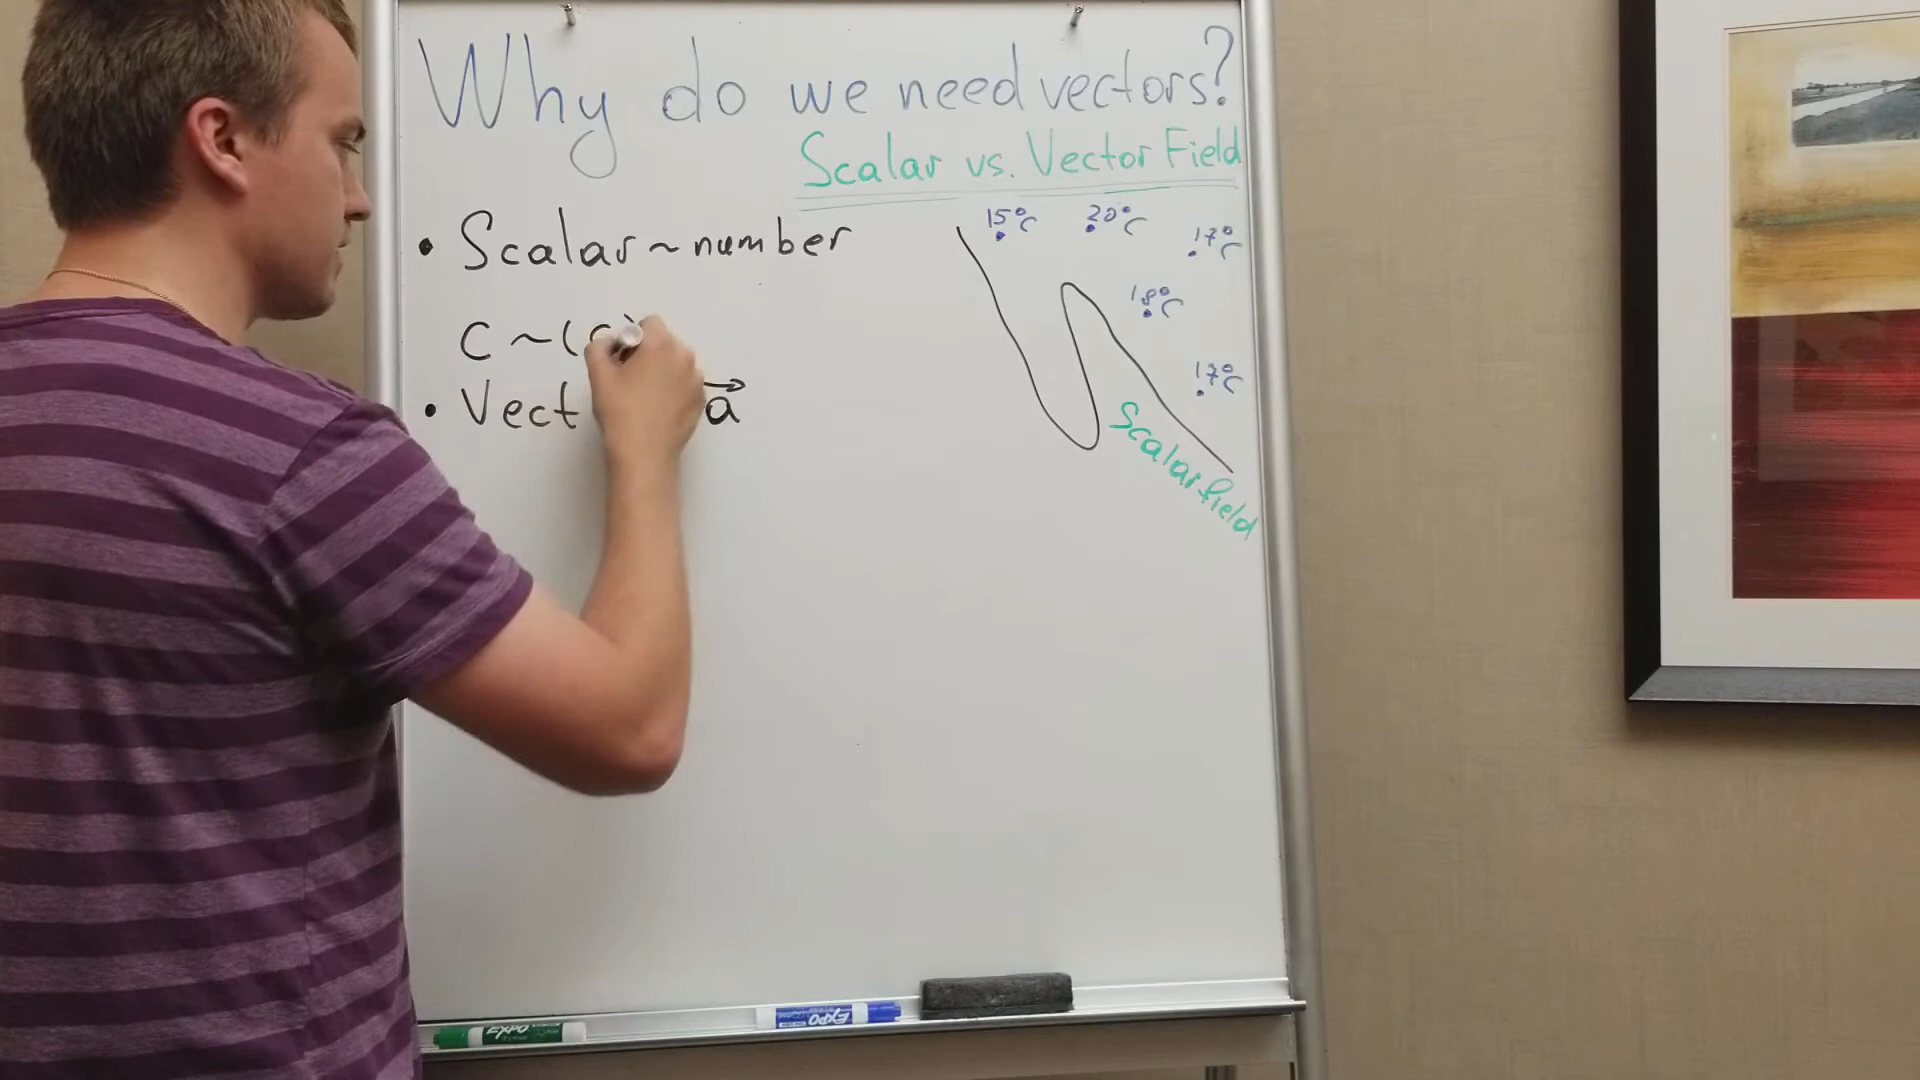 Why do we need vectors?
Scalar vs. Vector Field
• Scalar ~ number
C ~ (c)
• Vect a
15°C
20°C
17°C
18°C
17°C
Scalar field
EXPO
EXPO